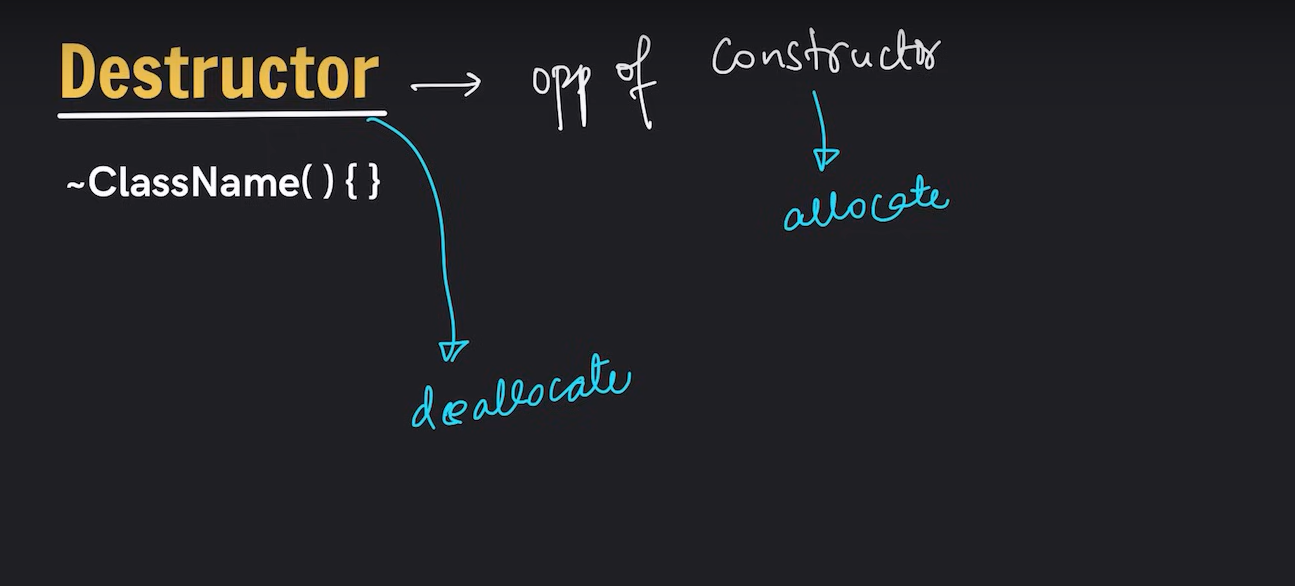 Destructor → opp of constructor
~ClassName(){}
allocate
deallocate